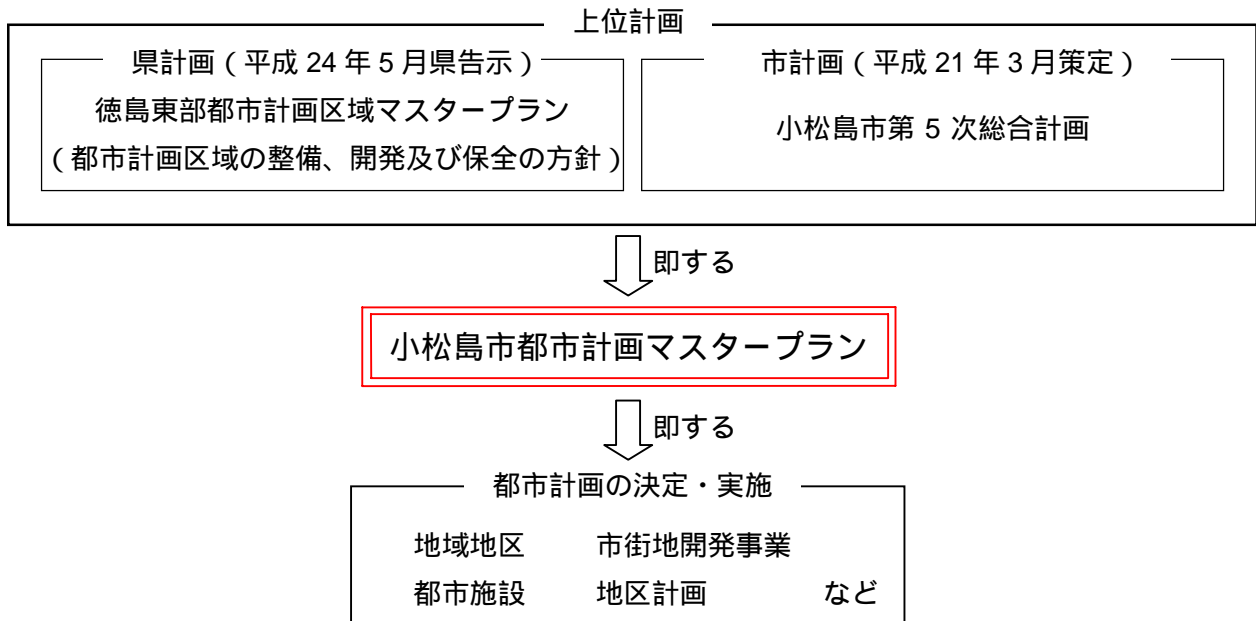 上位計画
県計画（平成 24 年 5 月県告示）
徳島東部都市計画区域マスタープラン
（都市計画区域の整備、開発及び保全の方針）
市計画（平成 21 年 3 月策定）
小松島市第 5 次総合計画
即する
小松島市都市計画マスタープラン
即する
都市計画の決定・実施
地域地区 市街地開発事業
都市施設 地区計画 など